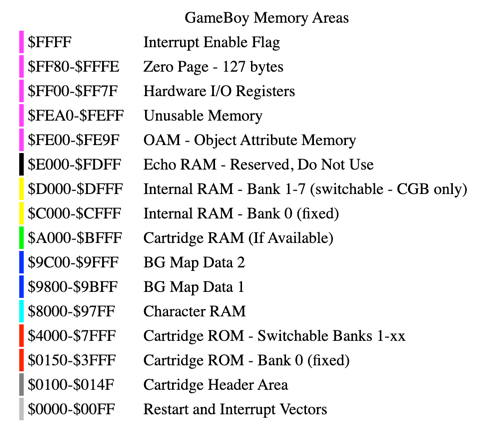 GameBoy Memory Areas
$FFFF Interrupt Enable Flag
$FF80-$FFFE Zero Page - 127 bytes
$FF00-$FF7F Hardware I/O Registers
$FEA0-$FEFF Unusable Memory
$FE00-$FE9F OAM - Object Attribute Memory
$E000-$FDFF Echo RAM - Reserved, Do Not Use
$D000-$DFFF Internal RAM - Bank 1-7 (switchable - CGB only)
$C000-$CFFF Internal RAM - Bank 0 (fixed)
$A000-$BFFF Cartridge RAM (If Available)
$9C00-$9FFF BG Map Data 2
$9800-$9BFF BG Map Data 1
$8000-$97FF Character RAM
$4000-$7FFF Cartridge ROM - Switchable Banks 1-xx
$0150-$3FFF Cartridge ROM - Bank 0 (fixed)
$0100-$014F Cartridge Header Area
$0000-$00FF Restart and Interrupt Vectors